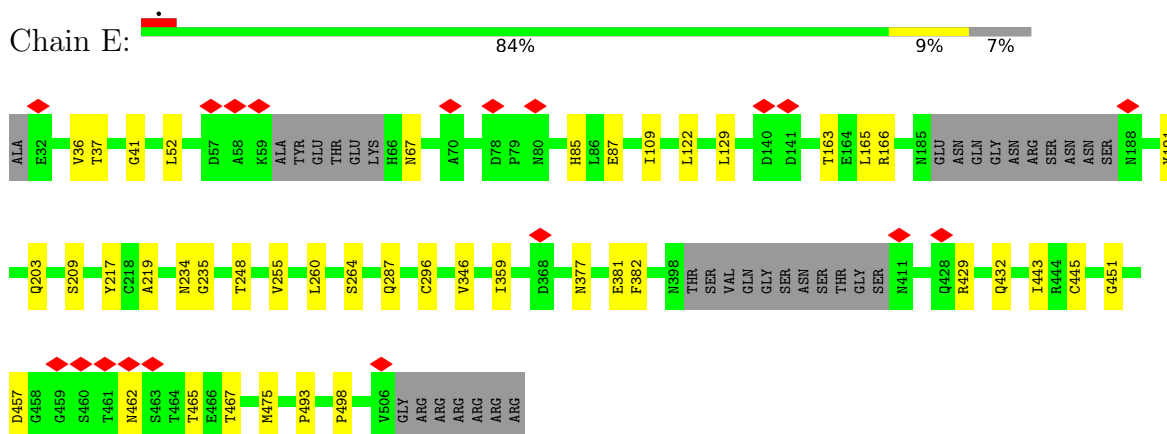 Chain E:
84% 9% 7%
ALA E32 V36 T37 G41 L52 D57 A58 K59 ALA TYR GLU THR GLU LYS H66 N67 A70 D78 P79 N80 H85 L86 E87 I109 L122 L129 D140 D141 T163 E164 L165 R166 N185 GLU ASN GLN GLY ASN ARG SER ASN ASN SER N188
Q203 S209 Y217 C218 A219 N234 G235 T248 V255 L260 S264 Q287 C296 V346 I359 D368 N377 E381 F382 N398 THR SER VAL GLN GLY SER ASN SER THR GLY SER N411 Q428 R429 Q432 I443 R444 C445 G451
D457 G458 G459 S460 T461 N462 S463 T464 T465 E466 T467 M475 P493 P498 V506 GLY ARG ARG ARG ARG ARG ARG